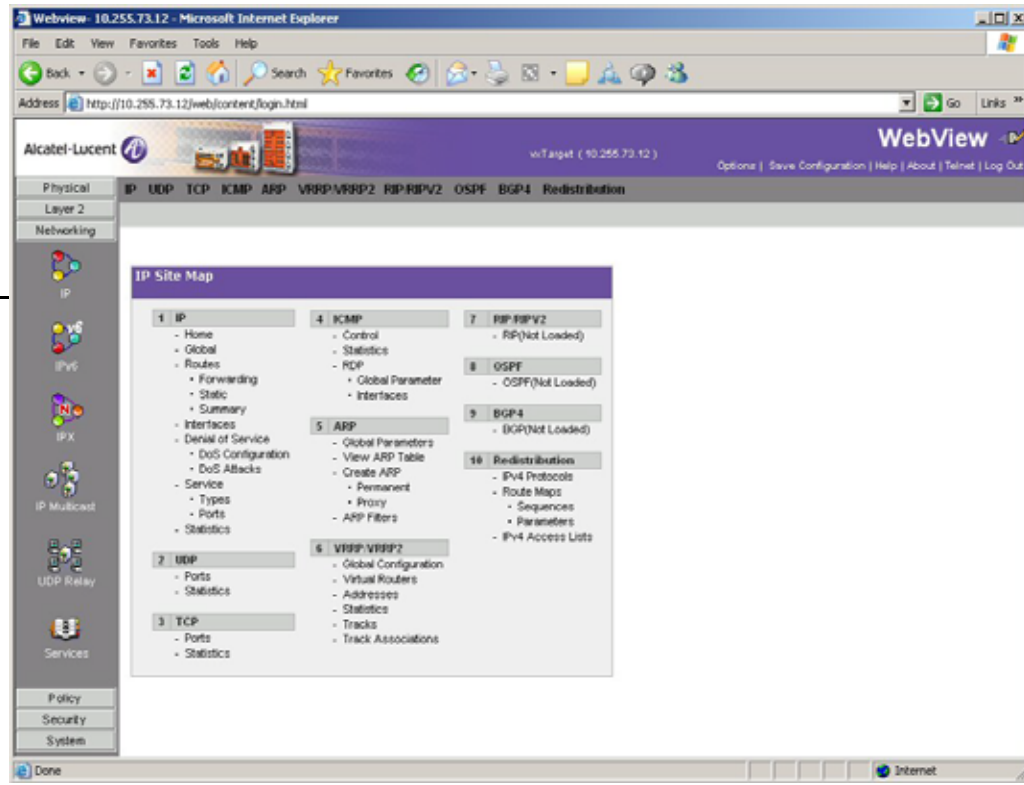 Webview- 10.255.73.12 - Microsoft Internet Explorer
File Edit View Favorites Tools Help
Back Search Favorites
Address http://10.255.73.12/web/content/login.html Go Links »
Alcatel-Lucent vxTarget ( 10.255.73.12 ) WebView
Options | Save Configuration | Help | About | Telnet | Log Out
Physical
Layer 2
Networking
IP
IPv6
IPX
IP Multicast
UDP Relay
Services
Policy
Security
System
IP UDP TCP ICMP ARP VRRP/VRRP2 RIP/RIPV2 OSPF BGP4 Redistribution
IP Site Map
1 IP
- Home
- Global
- Routes
• Forwarding
• Static
• Summary
- Interfaces
- Denial of Service
• DoS Configuration
• DoS Attacks
- Service
• Types
• Ports
- Statistics
2 UDP
- Ports
- Statistics
3 TCP
- Ports
- Statistics
4 ICMP
- Control
- Statistics
- RDP
• Global Parameter
• Interfaces
5 ARP
- Global Parameters
- View ARP Table
- Create ARP
• Permanent
• Proxy
- ARP Filters
6 VRRP/VRRP2
- Global Configuration
- Virtual Routers
- Addresses
- Statistics
- Tracks
- Track Associations
7 RIP/RIPV2
- RIP(Not Loaded)
8 OSPF
- OSPF(Not Loaded)
9 BGP4
- BGP(Not Loaded)
10 Redistribution
- IPv4 Protocols
- Route Maps
• Sequences
• Parameters
- IPv4 Access Lists
Done Internet